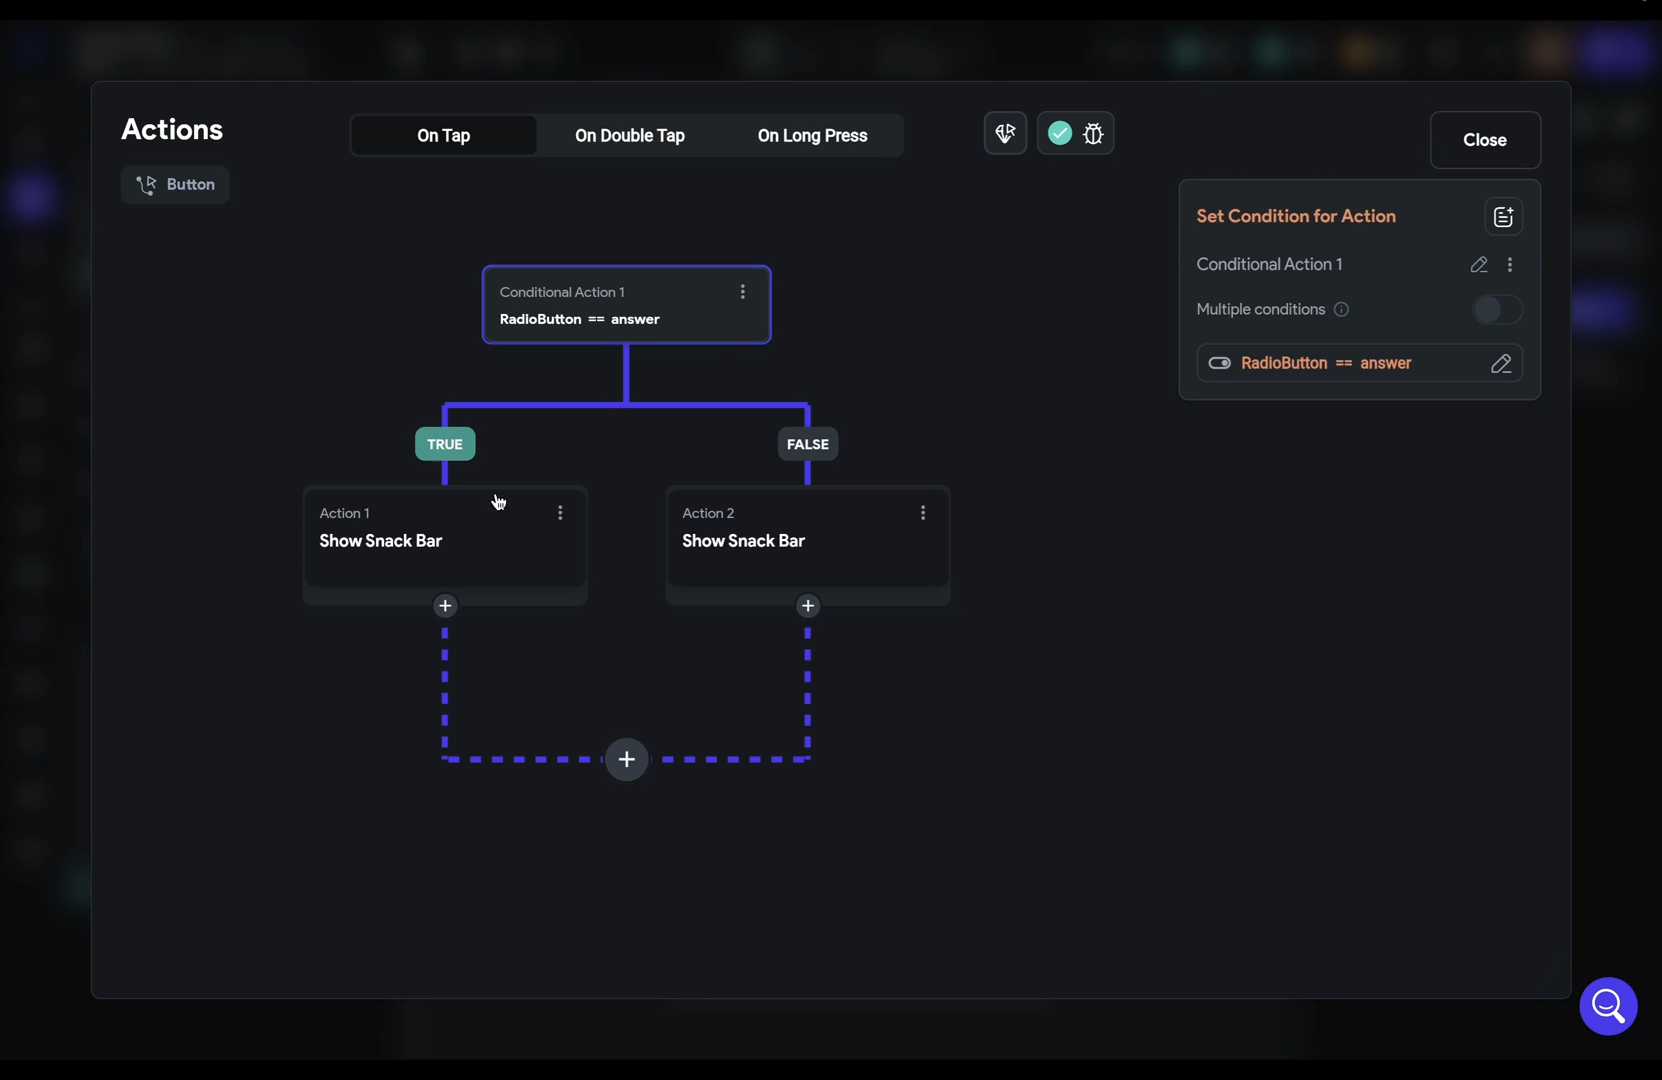 Actions
On Tap
On Double Tap
On Long Press
Close
Button
Set Condition for Action
Conditional Action 1
Multiple conditions
RadioButton == answer
Conditional Action 1
RadioButton == answer
TRUE
FALSE
Action 1
Show Snack Bar
Action 2
Show Snack Bar